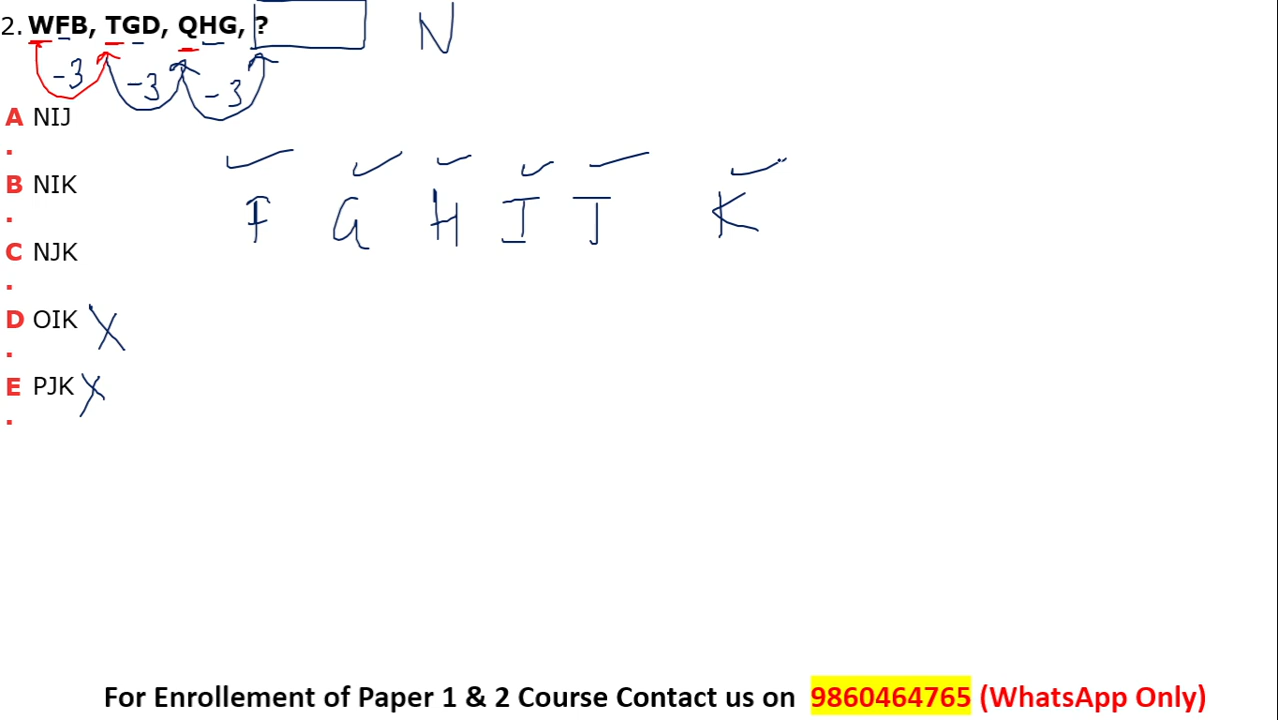 2. WFB, TGD, QHG, ? N
-3 -3 -3
A NIJ
.
B NIK
.
C NJK
.
D OIK X
.
E PJK X
.
F G H I J K
For Enrollement of Paper 1 & 2 Course Contact us on 9860464765 (WhatsApp Only)